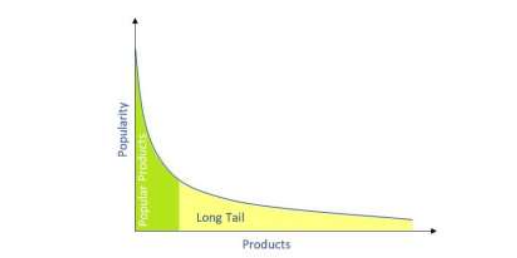 Popularity
Popular Products
Long Tail
Products